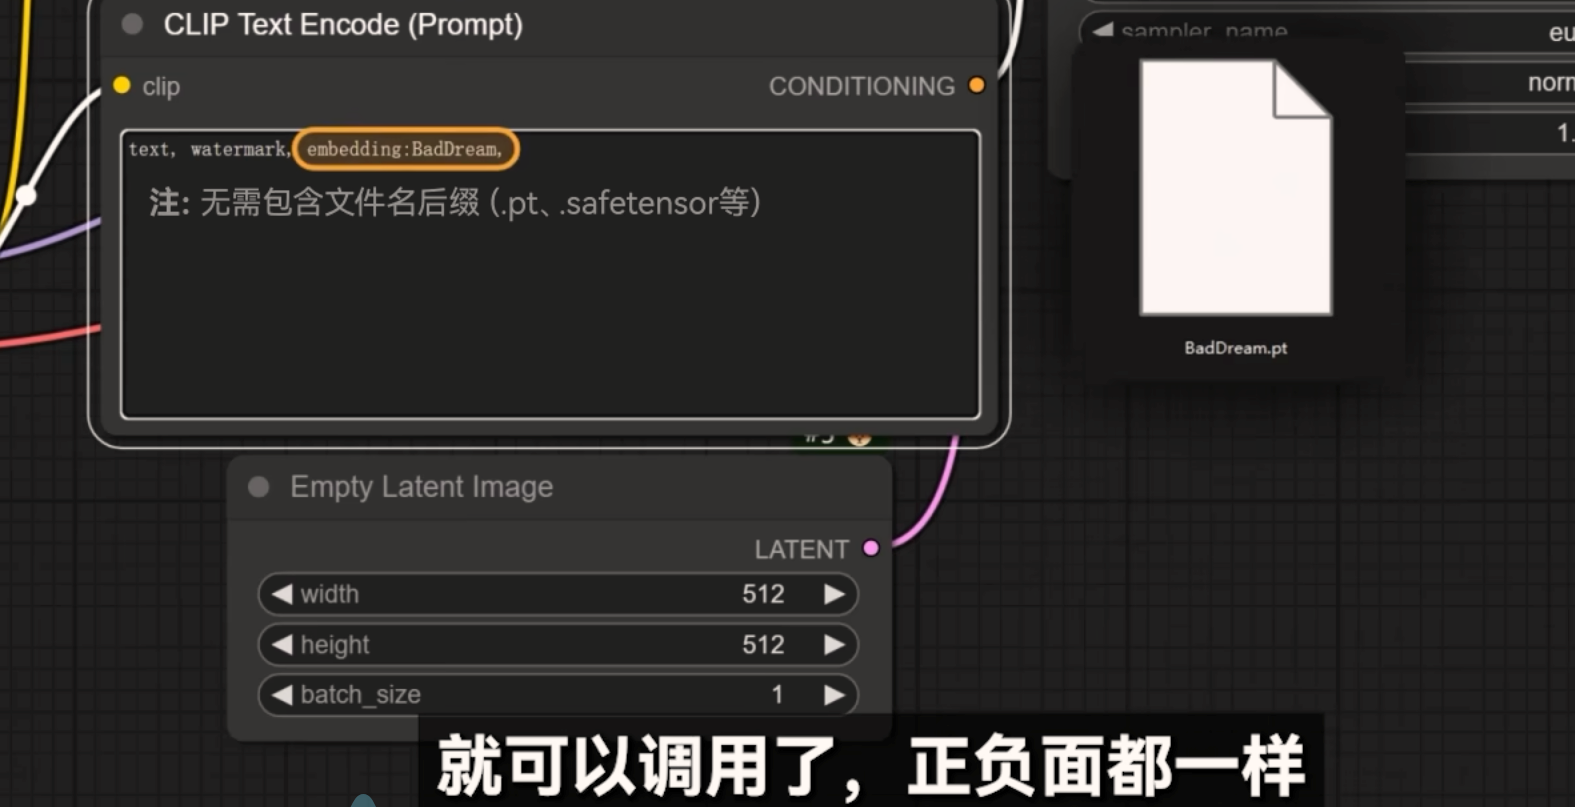 CLIP Text Encode (Prompt)
sampler_name
eu
clip
CONDITIONING
norm
1.
text, watermark, embedding:BadDream,
注: 无需包含文件名后缀 (.pt、.safetensor等)
BadDream.pt
Empty Latent Image
LATENT
width 512
height 512
batch_size 1
就可以调用了，正负面都一样